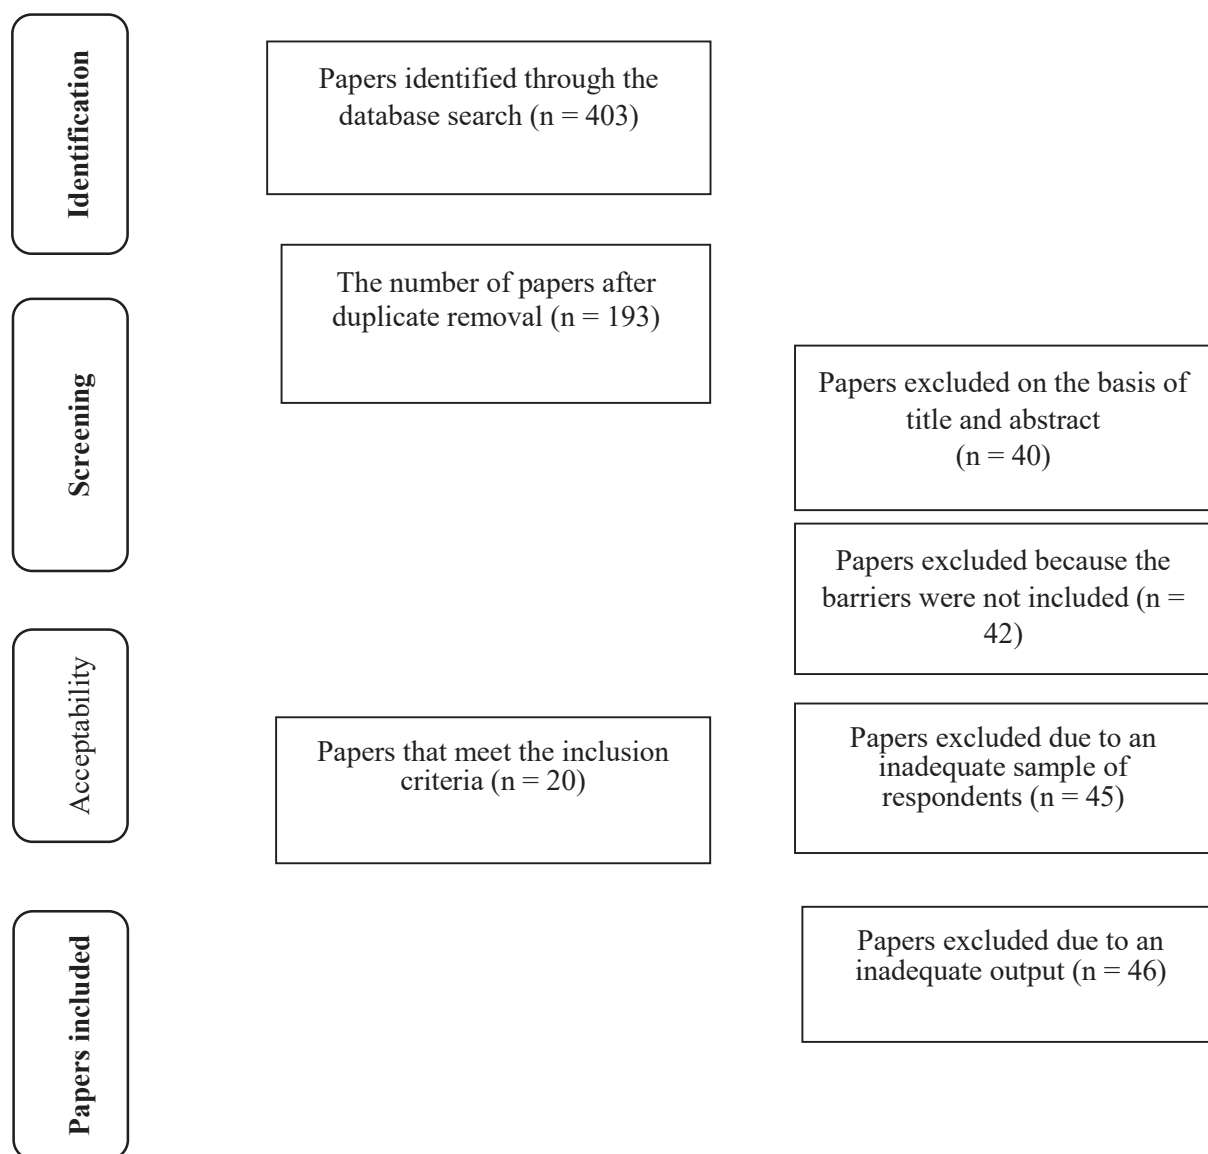 Identification
Papers identified through the
database search (n = 403)
The number of papers after
duplicate removal (n = 193)
Screening
Papers excluded on the basis of
title and abstract
(n = 40)
Papers excluded because the
barriers were not included (n =
42)
Acceptability
Papers that meet the inclusion
criteria (n = 20)
Papers excluded due to an
inadequate sample of
respondents (n = 45)
Papers included
Papers excluded due to an
inadequate output (n = 46)